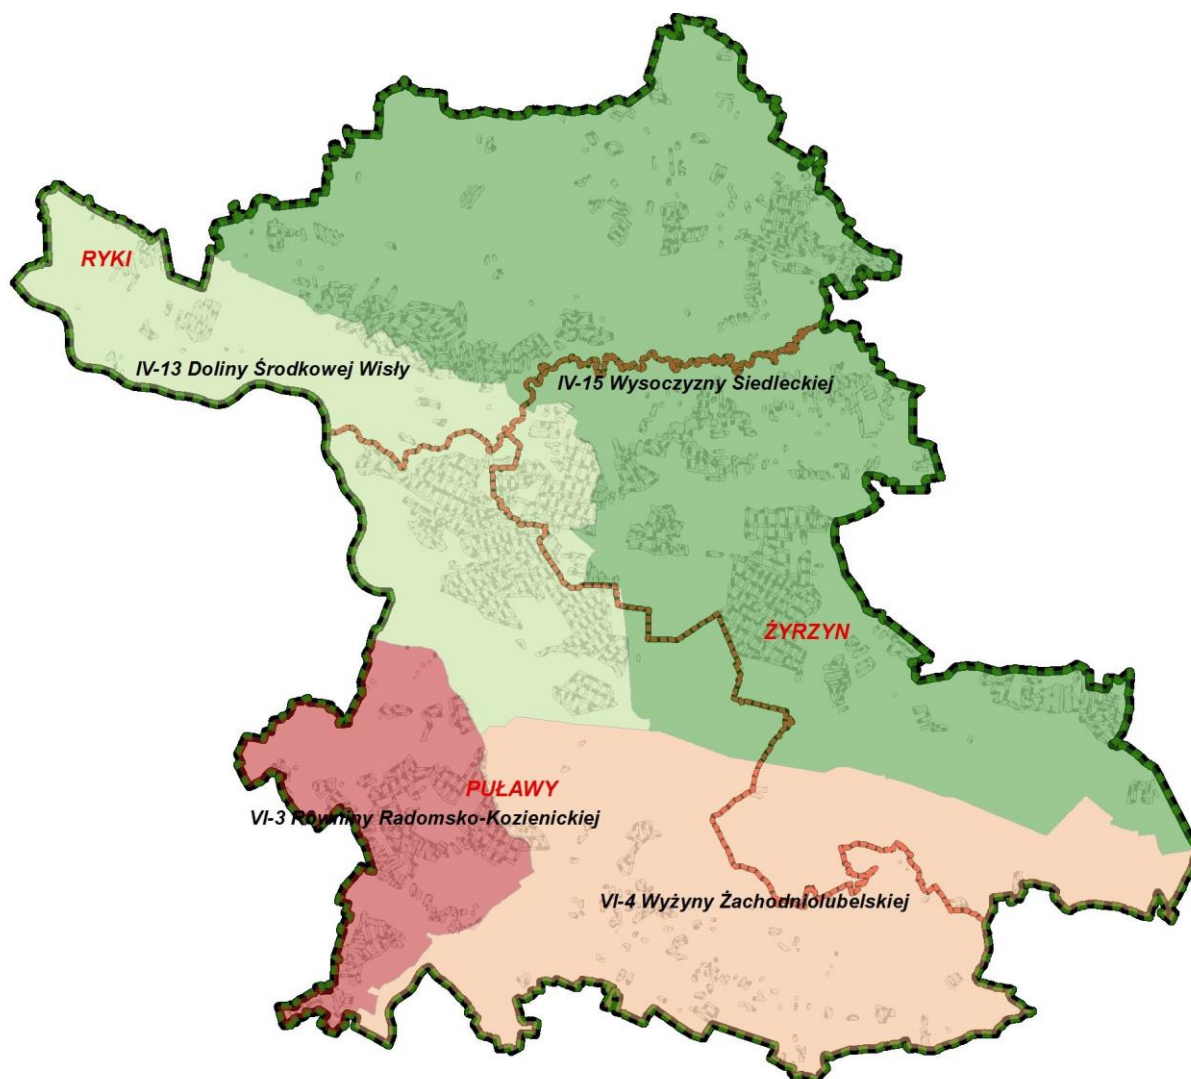 RYKI
IV-13 Doliny Środkowej Wisły
IV-15 Wysoczyzny Siedleckiej
ŻYRZYN
PUŁAWY
VI-3 Równiny Radomsko-Kozienickiej
VI-4 Wyżyny Zachodniolubelskiej